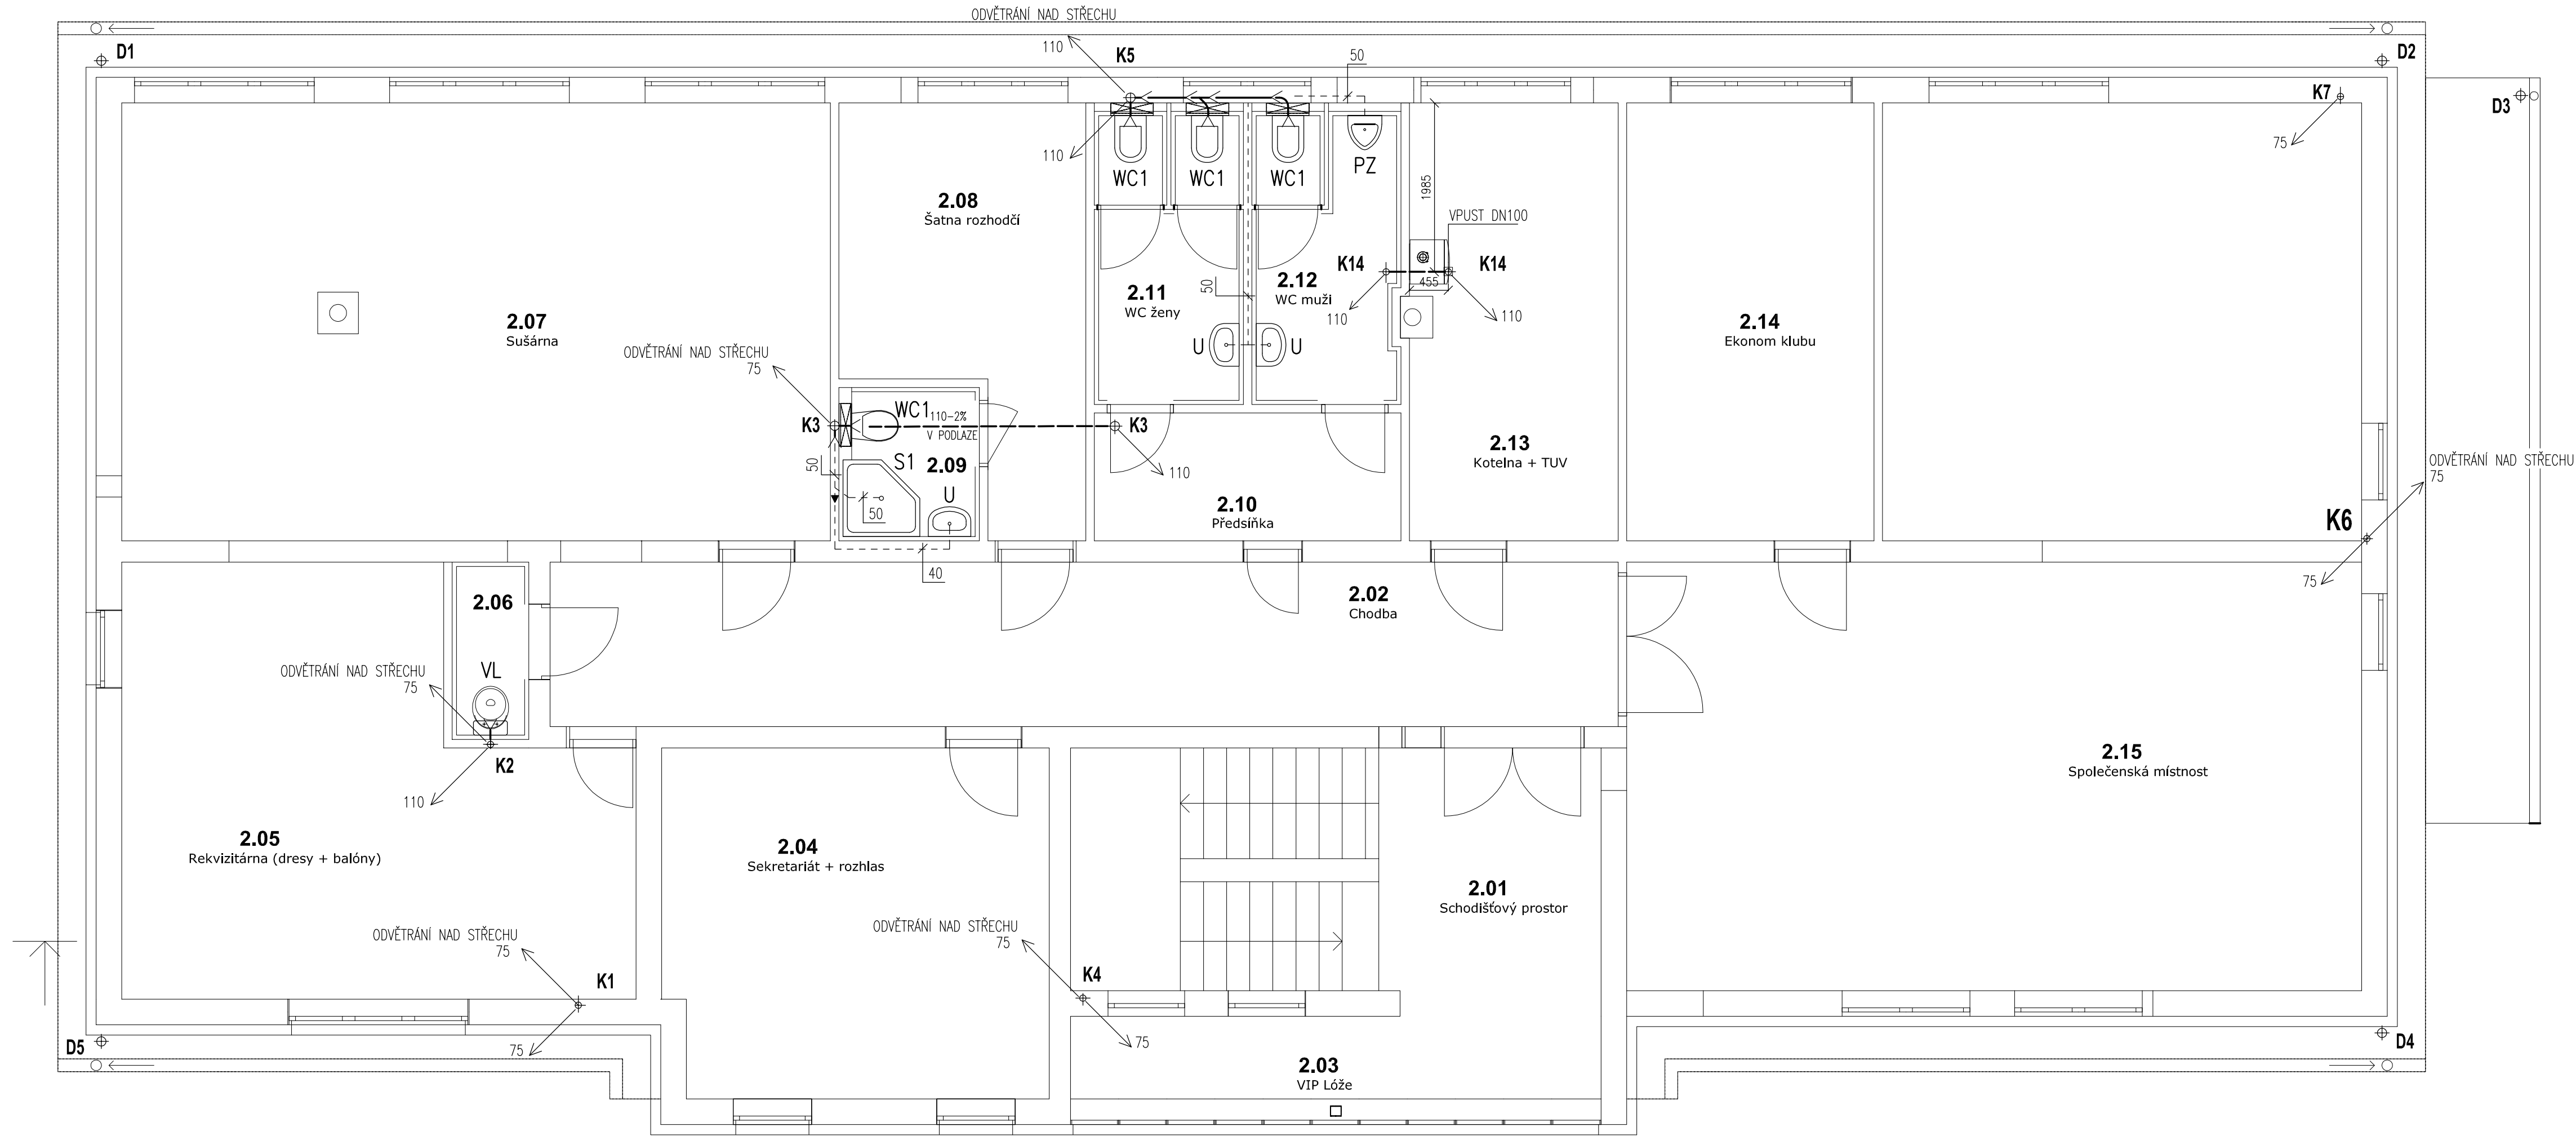 ODVĚTRÁNÍ NAD STŘECHU
110
K5
50
D1
D2
K7
D3
75
110
WC1
WC1
WC1
PZ
1985
2.08
Šatna rozhodčí
VPUST DN100
K14
K14
455
2.11
WC ženy
50
2.12
WC muži
110
110
2.07
Sušárna
2.14
Ekonom klubu
U
U
ODVĚTRÁNÍ NAD STŘECHU
75
K3
WC1
110-2%
V PODLAZE
K3
50
S1
2.09
110
2.13
Kotelna + TUV
ODVĚTRÁNÍ NAD STŘECHU
75
U
50
2.10
Předsíňka
K6
40
75
2.06
2.02
Chodba
VL
ODVĚTRÁNÍ NAD STŘECHU
75
K2
110
2.15
Společenská místnost
2.05
Rekvizitárna (dresy + balóny)
2.04
Sekretariát + rozhlas
2.01
Schodišťový prostor
ODVĚTRÁNÍ NAD STŘECHU
75
ODVĚTRÁNÍ NAD STŘECHU
75
K1
K4
75
75
D5
D4
2.03
VIP Lóže